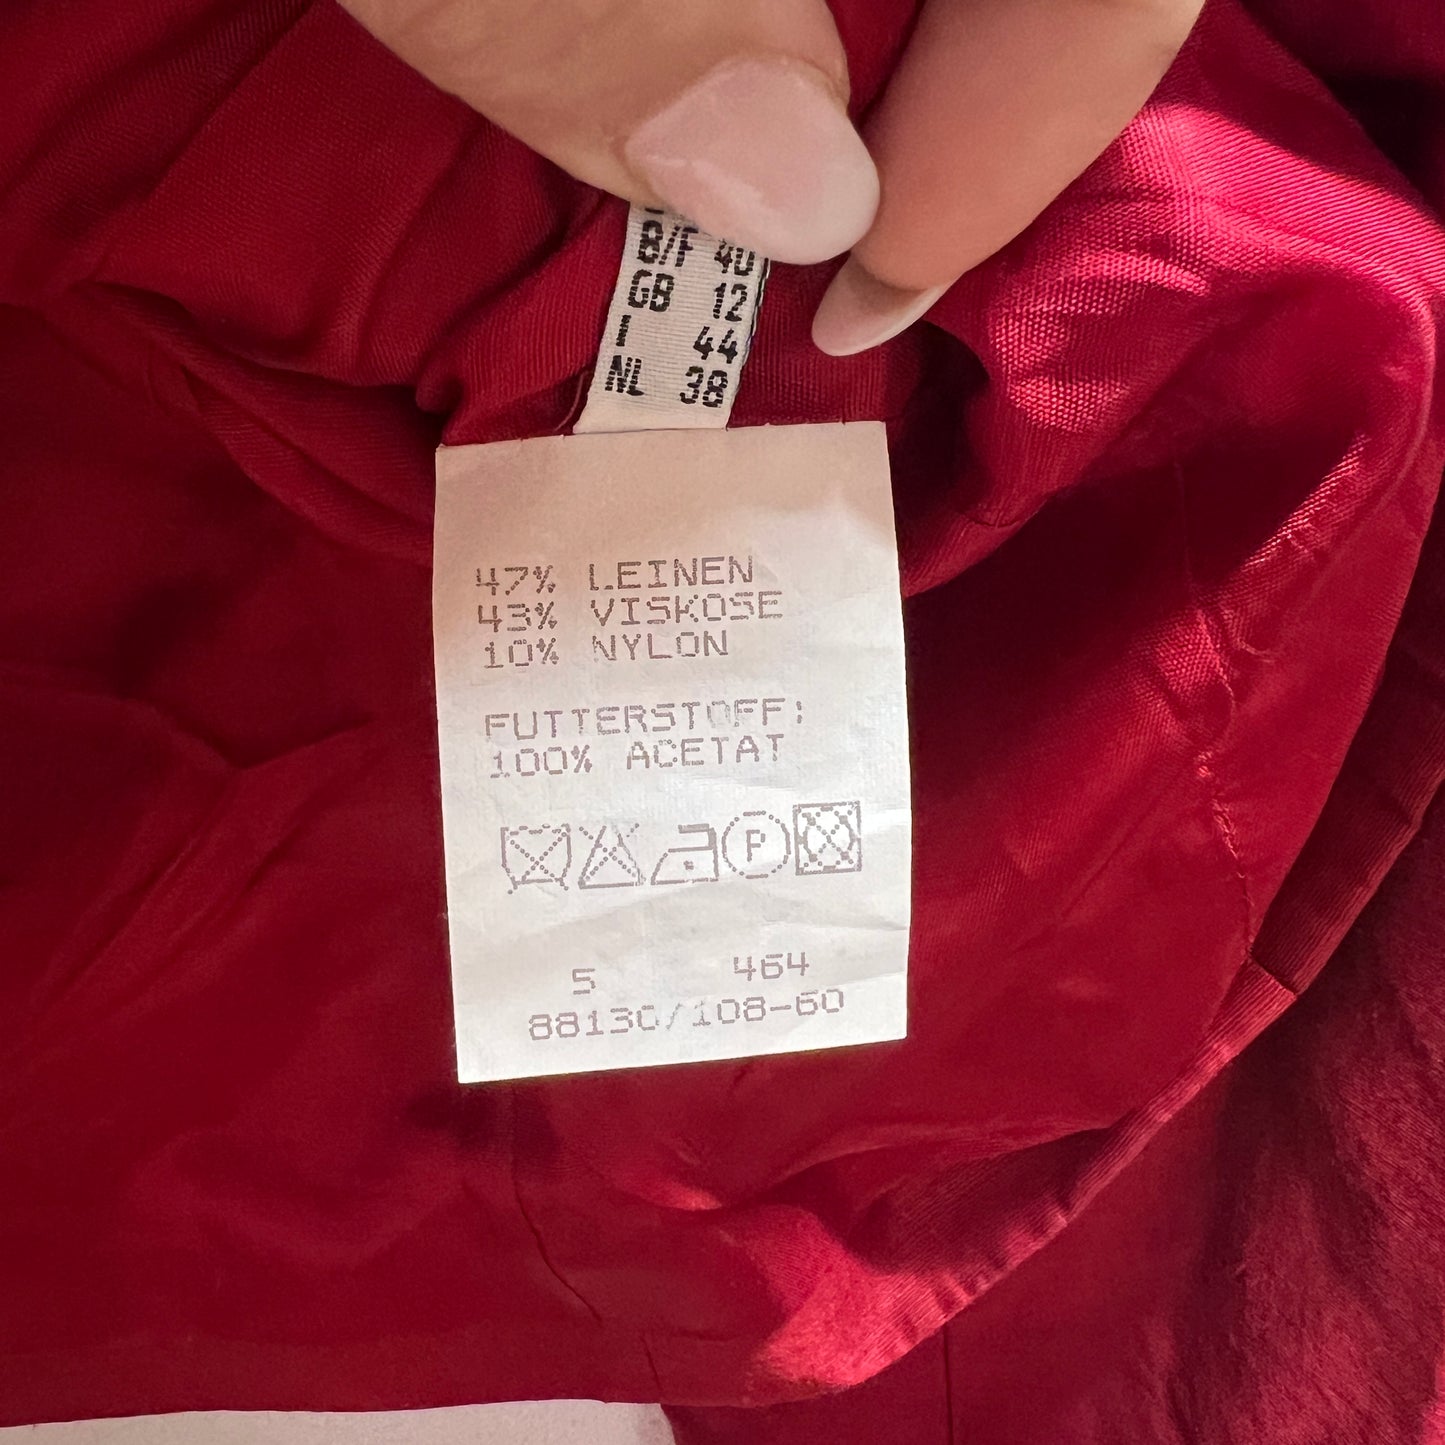 B/F 40
GB 12
I 44
NL 38
47% LEINEN
43% VISKOSE
10% NYLON
FUTTERSTOFF:
100% ACETAT
P
5 464
88130/108-60